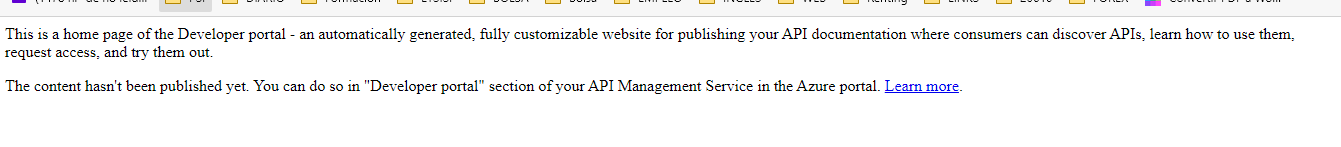 This is a home page of the Developer portal - an automatically generated, fully customizable website for publishing your API documentation where consumers can discover APIs, learn how to use them,
request access, and try them out.
The content hasn't been published yet. You can do so in "Developer portal" section of your API Management Service in the Azure portal. Learn more.